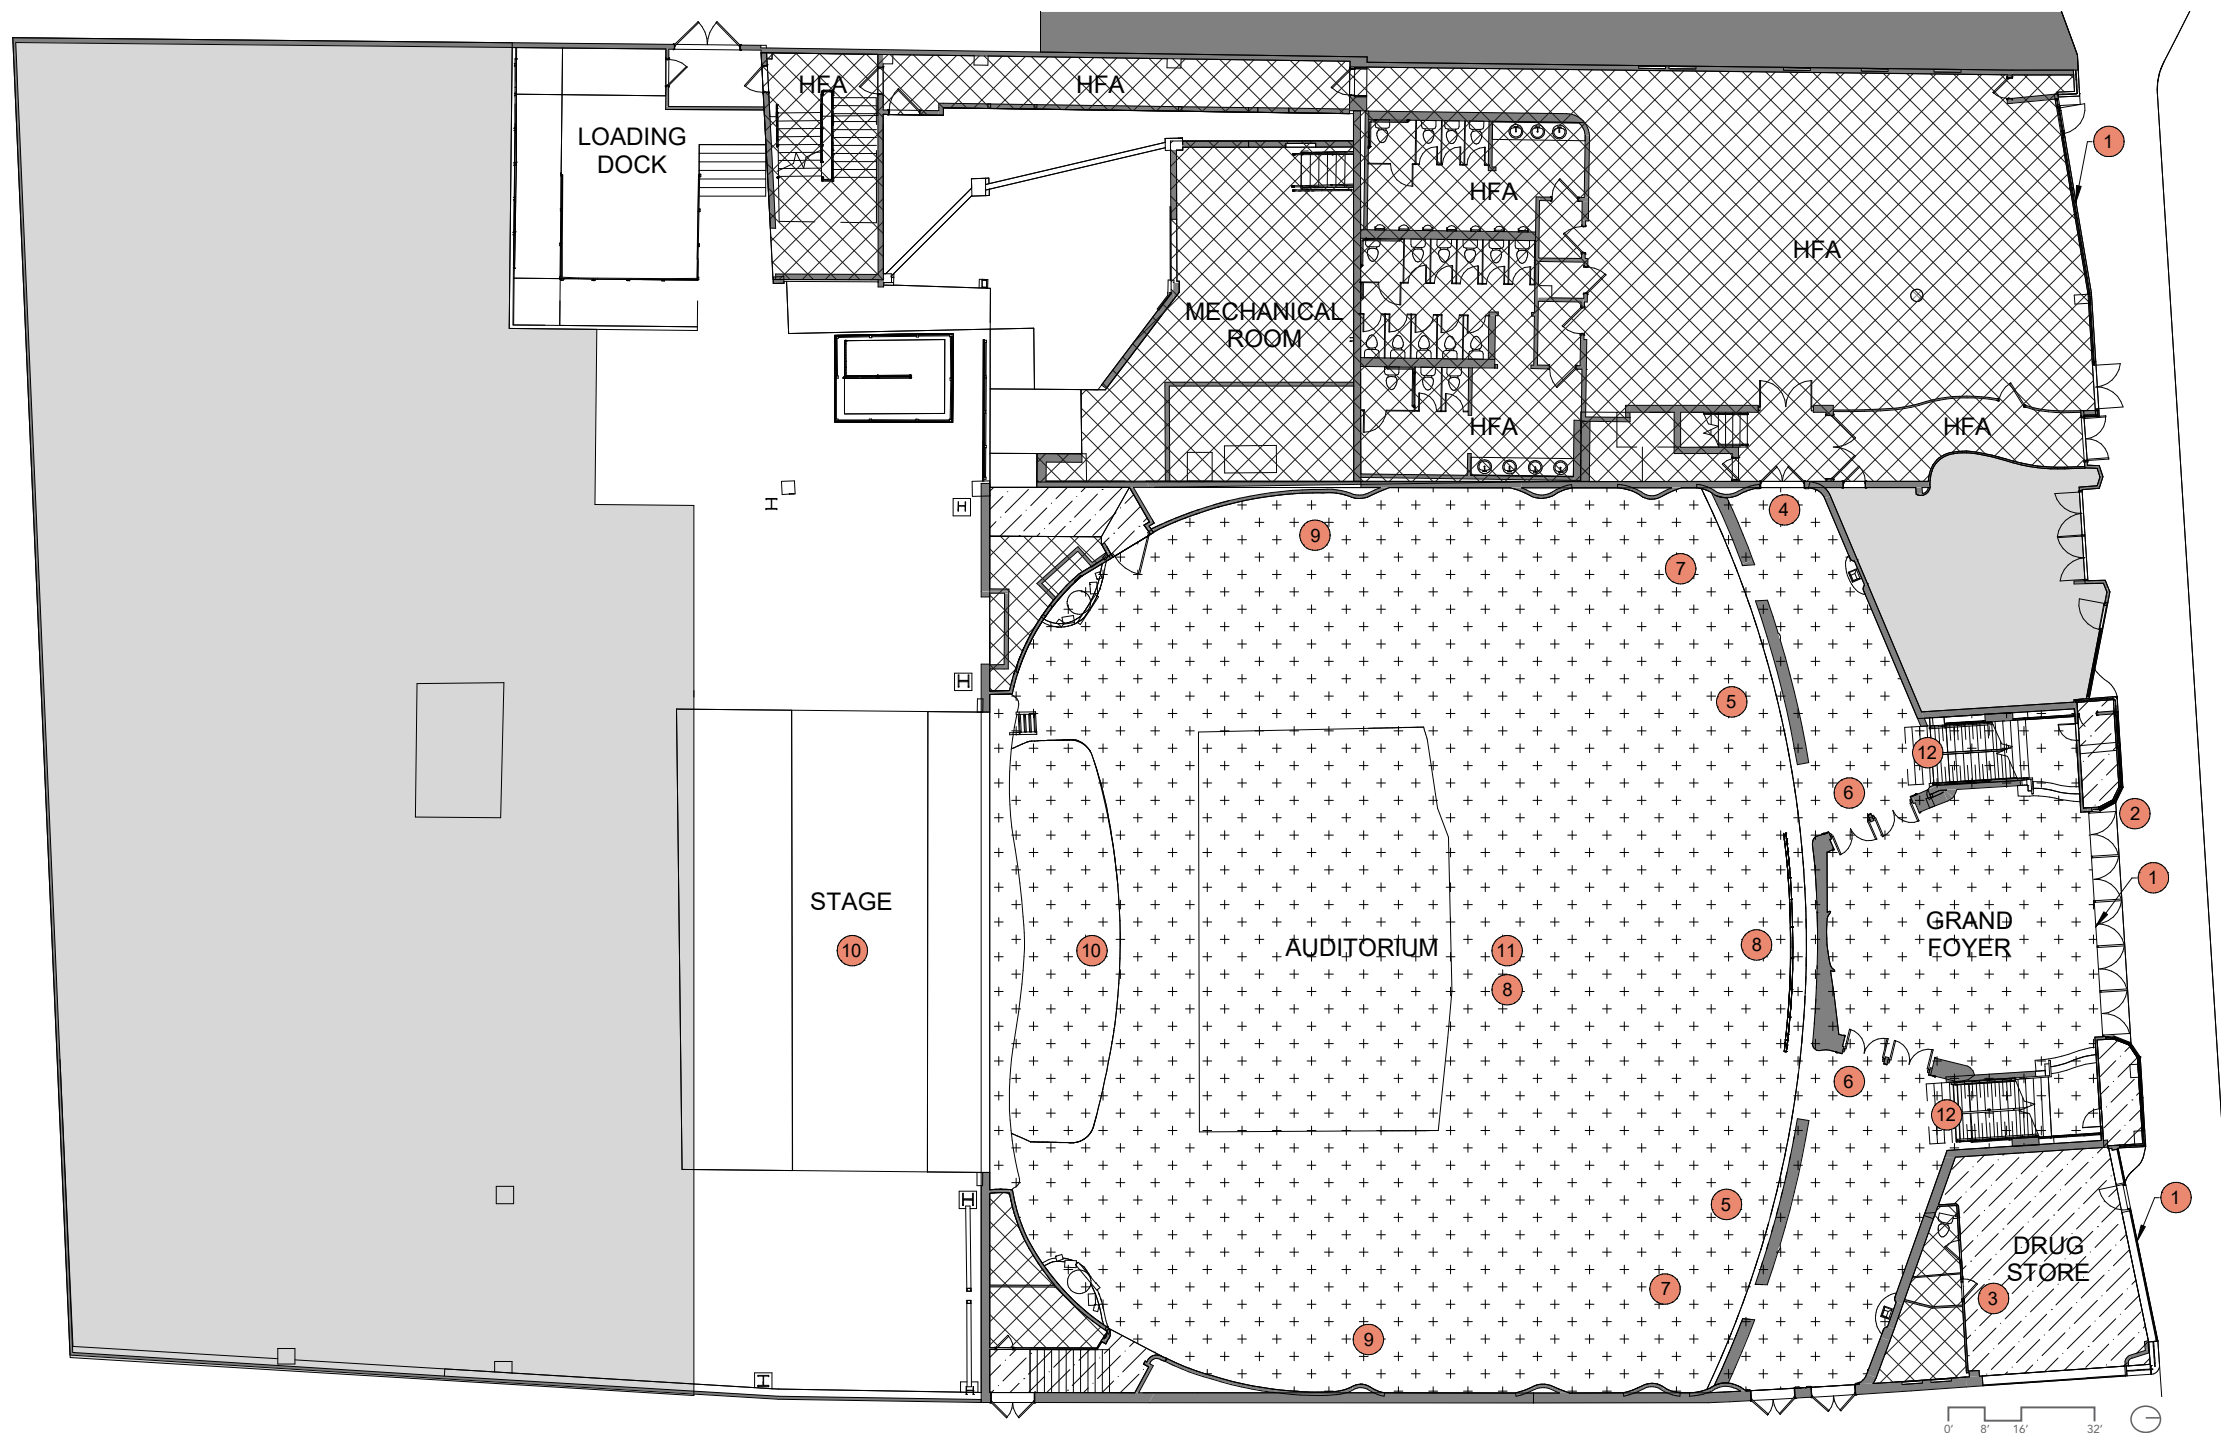 HFA
HFA
LOADING
DOCK
1
HFA
HFA
MECHANICAL
ROOM
HFA
HFA
H
H
4
9
7
H
5
12
6
2
1
STAGE
GRAND
FOYER
10
10
AUDITORIUM
11
8
8
6
12
5
1
H
DRUG
STORE
7
3
9
H
H
0' 8' 16' 32'